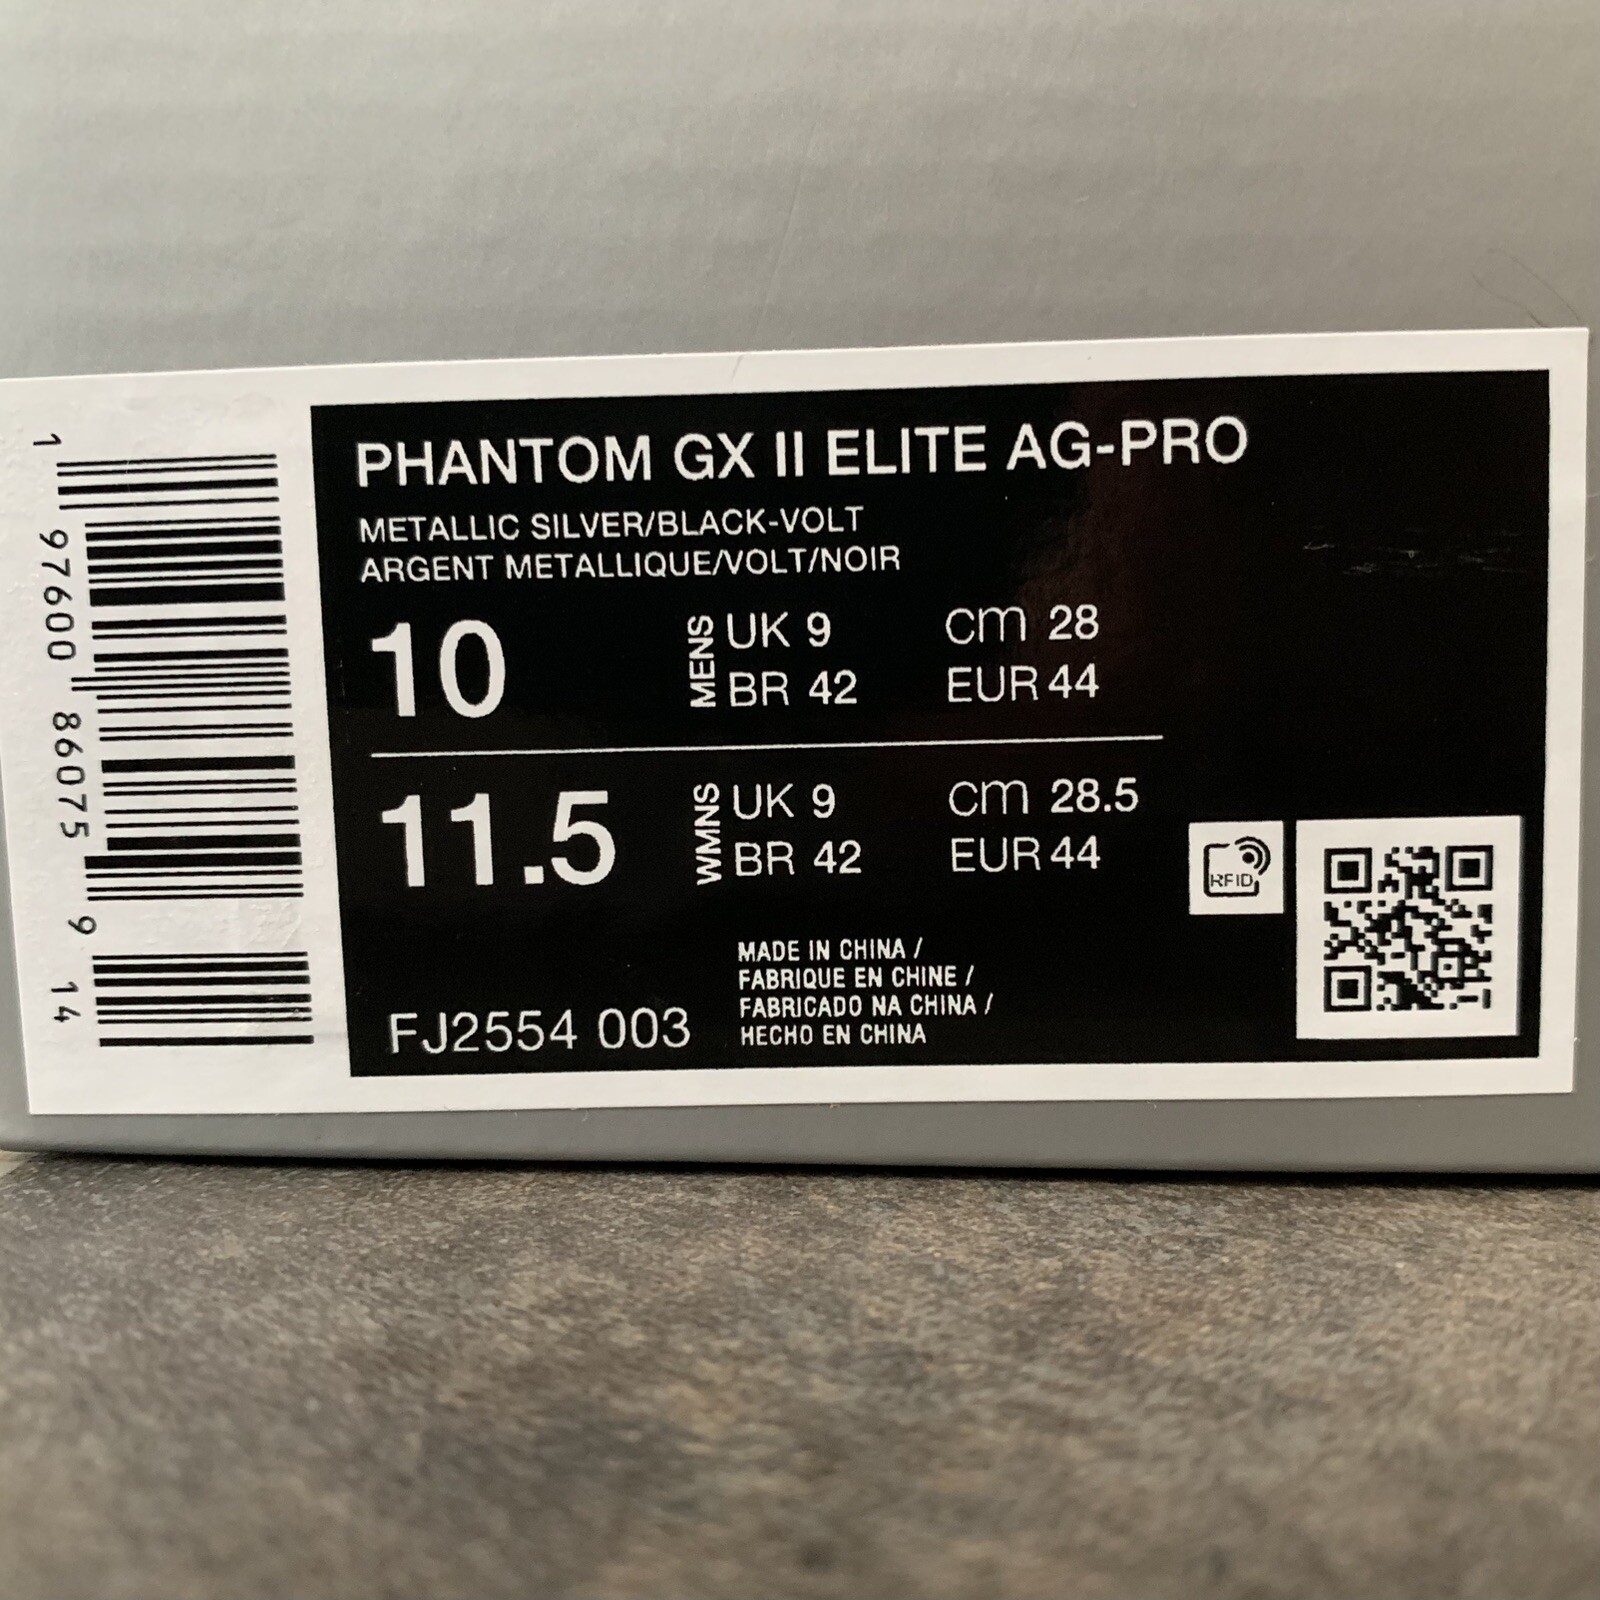 1 97600 86075 9 14
PHANTOM GX II ELITE AG-PRO
METALLIC SILVER/BLACK-VOLT
ARGENT METALLIQUE/VOLT/NOIR
10
MENS
UK 9 cm 28
BR 42 EUR 44
11.5
WMNS
UK 9 cm 28.5
BR 42 EUR 44
RFID
FJ2554 003
MADE IN CHINA /
FABRIQUE EN CHINE /
FABRICADO NA CHINA /
HECHO EN CHINA